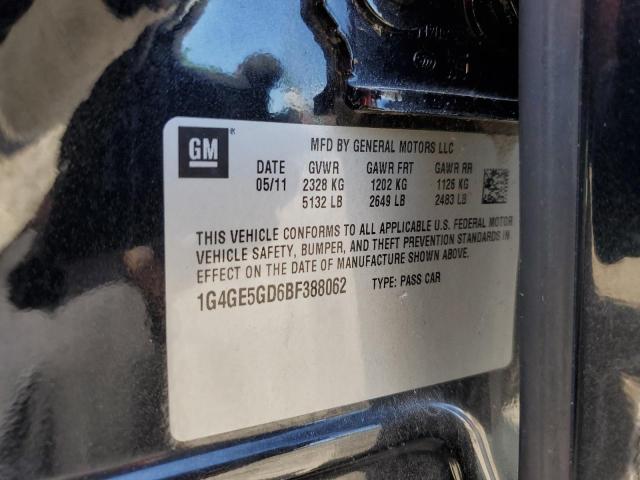 GM
MFD BY GENERAL MOTORS LLC
DATE GVWR GAWR FRT GAWR RR
05/11 2328 KG 1202 KG 1126 KG
5132 LB 2649 LB 2483 LB
THIS VEHICLE CONFORMS TO ALL APPLICABLE U.S. FEDERAL MOTOR
VEHICLE SAFETY, BUMPER, AND THEFT PREVENTION STANDARDS IN
EFFECT ON THE DATE OF MANUFACTURE SHOWN ABOVE.
1G4GE5GD6BF388062 TYPE: PASS CAR